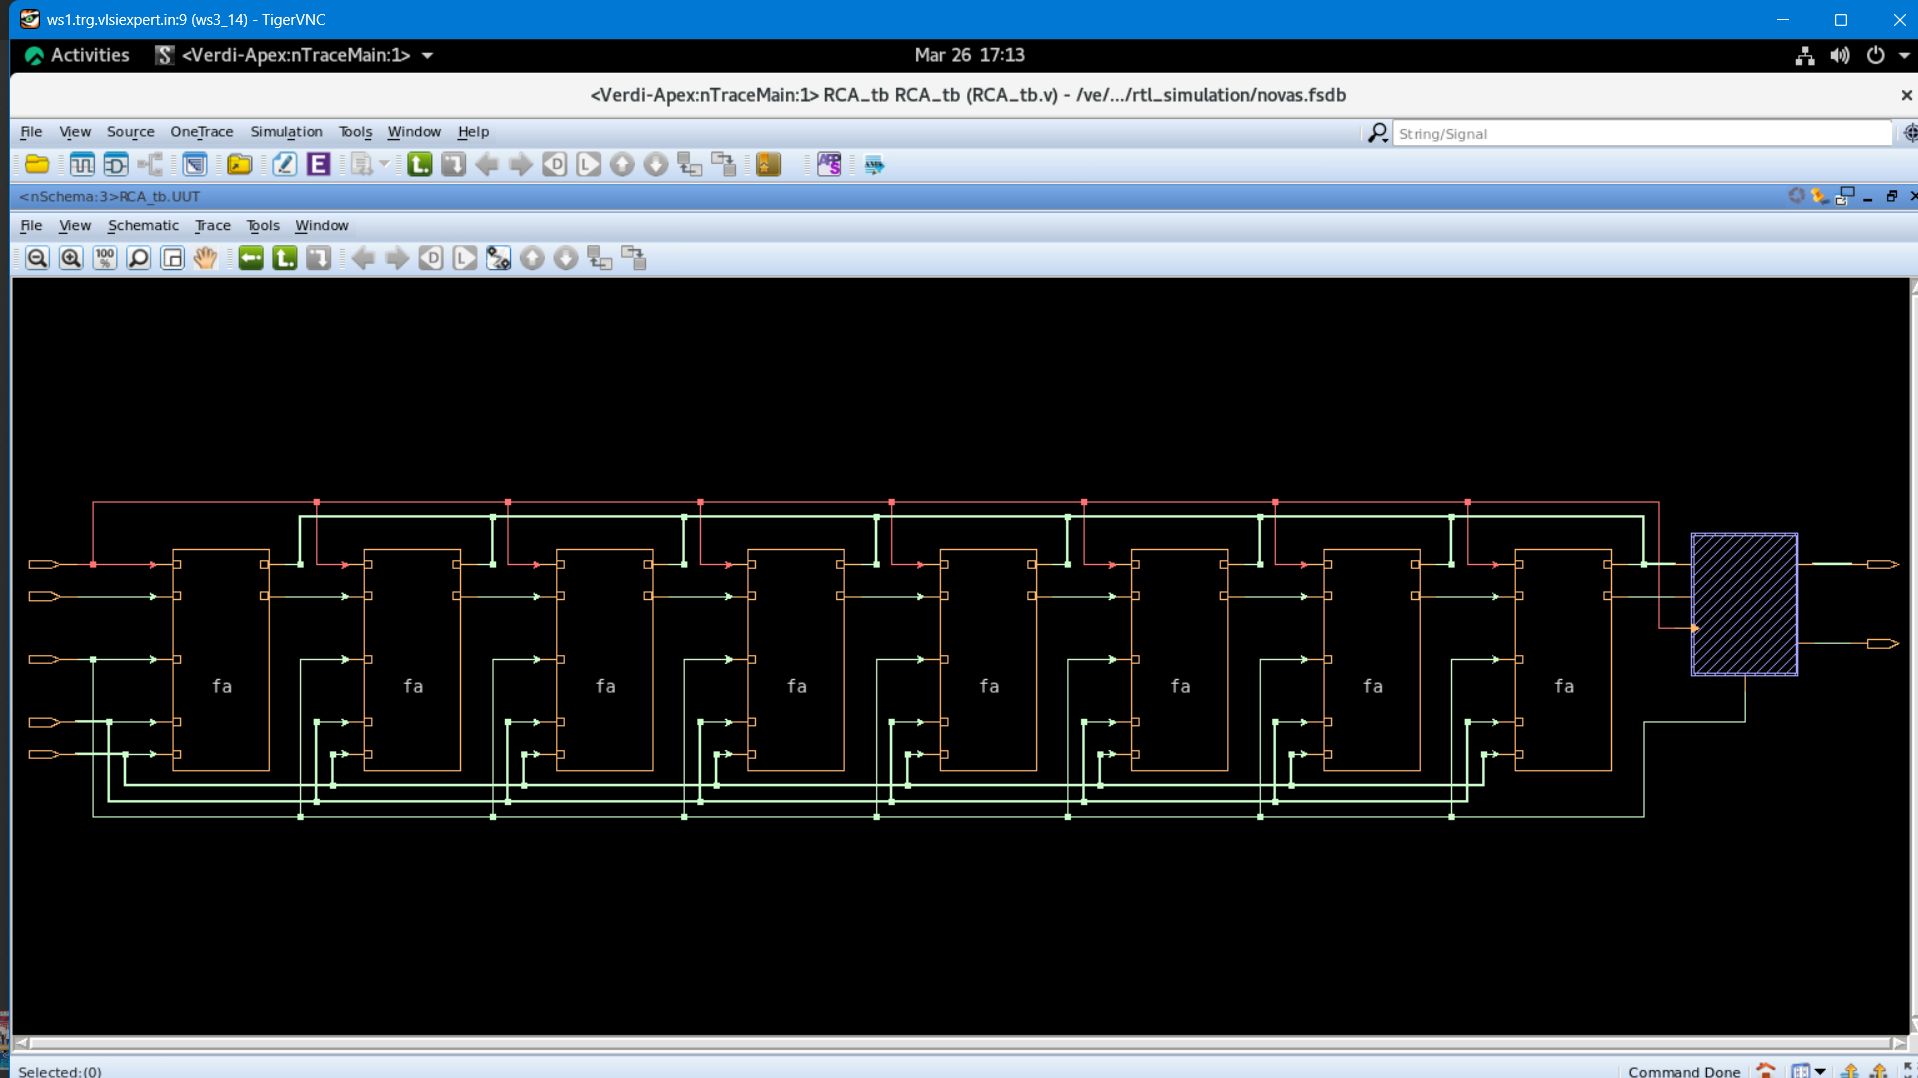 ws1.trg.vlsiexpert.in:9 (ws3_14) - TigerVNC
Activities <Verdi-Apex:nTraceMain:1> Mar 26 17:13
<Verdi-Apex:nTraceMain:1> RCA_tb RCA_tb (RCA_tb.v) - /ve/.../rtl_simulation/novas.fsdb
File View Source OneTrace Simulation Tools Window Help String/Signal
<nSchema:3>RCA_tb.UUT
File View Schematic Trace Tools Window
100 %
fa fa fa fa fa fa fa fa
Selected:(0) Command Done